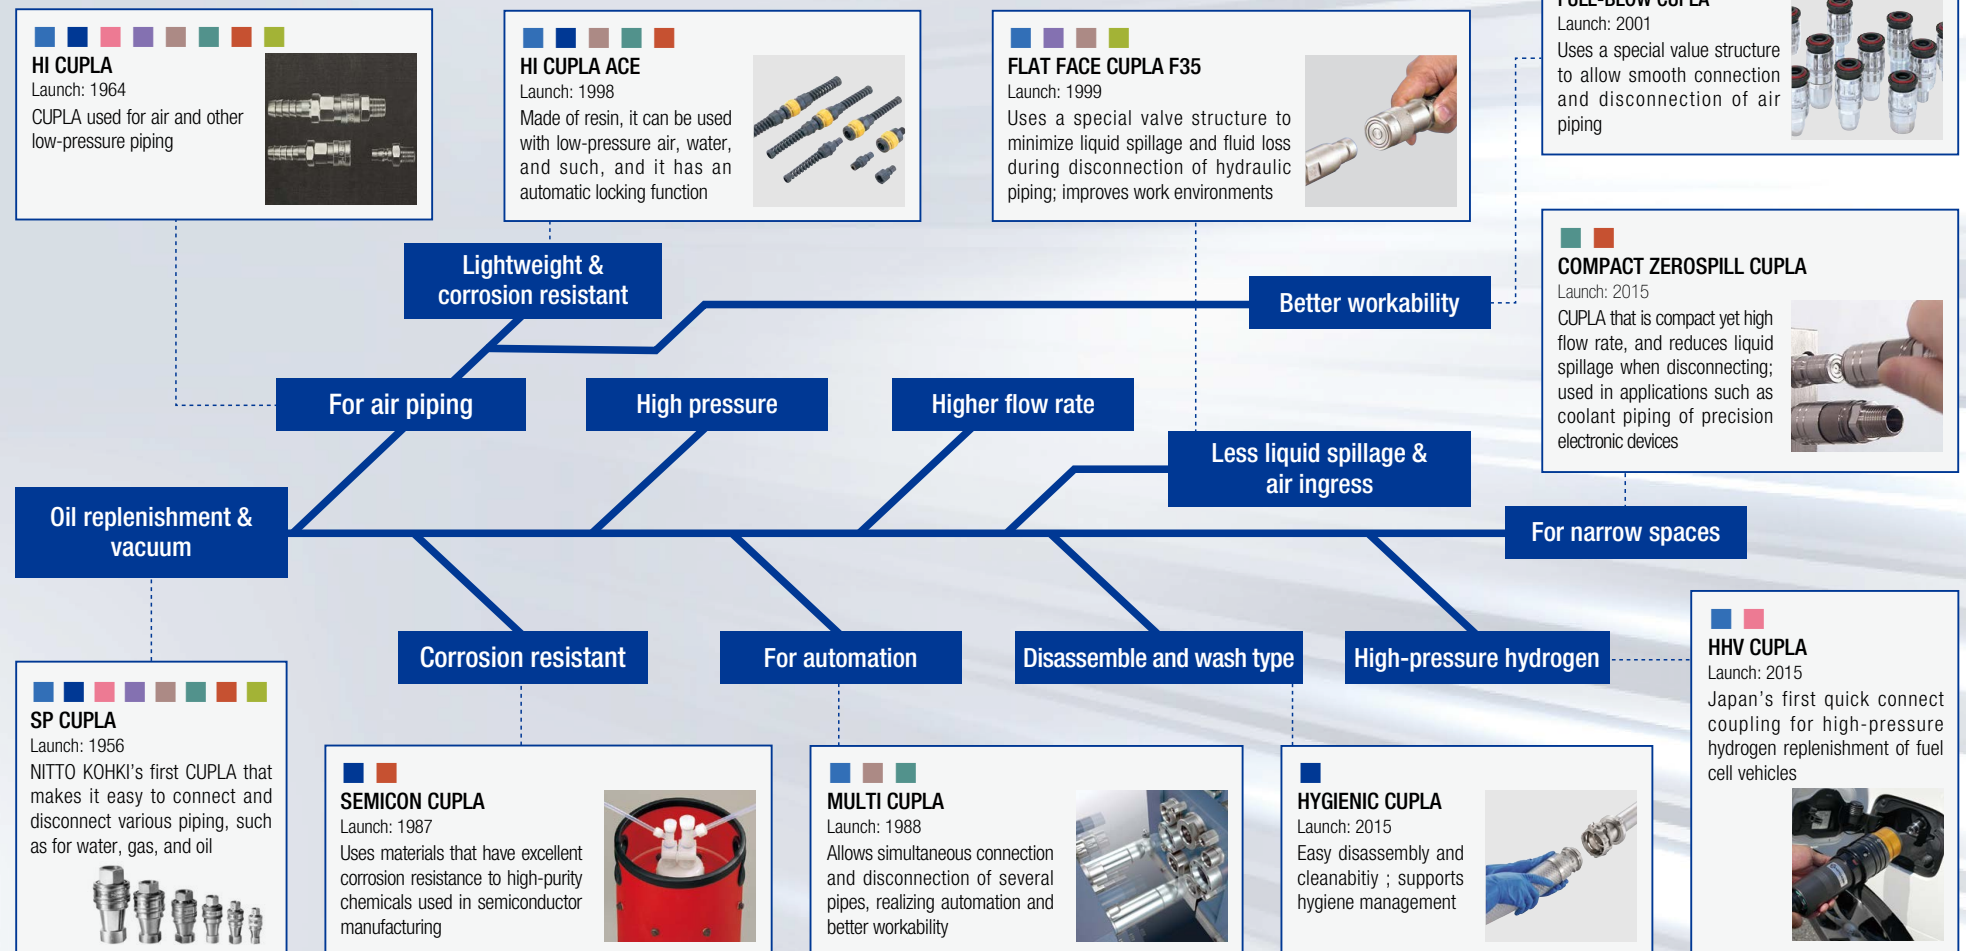 HI CUPLA
Launch: 1964
CUPLA used for air and other
low-pressure piping
HI CUPLA ACE
Launch: 1998
Made of resin, it can be used
with low-pressure air, water,
and such, and it has an
automatic locking function
FLAT FACE CUPLA F35
Launch: 1999
Uses a special valve structure to
minimize liquid spillage and fluid loss
during disconnection of hydraulic
piping; improves work environments
FULL-BLOW CUPLA
Launch: 2001
Uses a special value structure
to allow smooth connection
and disconnection of air
piping
Lightweight &
corrosion resistant
Better workability
COMPACT ZEROSPILL CUPLA
Launch: 2015
CUPLA that is compact yet high
flow rate, and reduces liquid
spillage when disconnecting;
used in applications such as
coolant piping of precision
electronic devices
For air piping
High pressure
Higher flow rate
Less liquid spillage &
air ingress
Oil replenishment &
vacuum
For narrow spaces
Corrosion resistant
For automation
Disassemble and wash type
High-pressure hydrogen
SP CUPLA
Launch: 1956
NITTO KOHKI's first CUPLA that
makes it easy to connect and
disconnect various piping, such
as for water, gas, and oil
SEMICON CUPLA
Launch: 1987
Uses materials that have excellent
corrosion resistance to high-purity
chemicals used in semiconductor
manufacturing
MULTI CUPLA
Launch: 1988
Allows simultaneous connection
and disconnection of several
pipes, realizing automation and
better workability
HYGIENIC CUPLA
Launch: 2015
Easy disassembly and
cleanabitiy ; supports
hygiene management
HHV CUPLA
Launch: 2015
Japan's first quick connect
coupling for high-pressure
hydrogen replenishment of fuel
cell vehicles